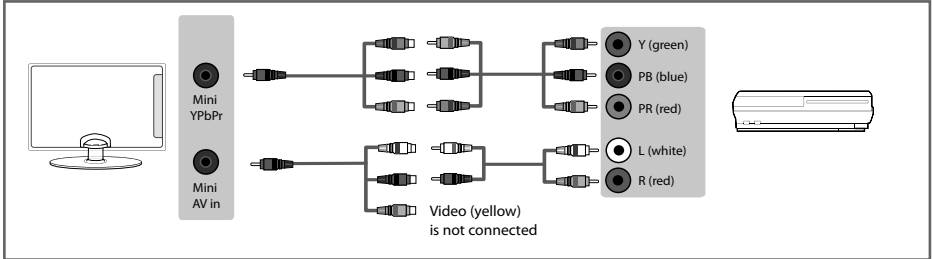 Mini
YPbPr
Mini
AV in
Y (green)
PB (blue)
PR (red)
L (white)
R (red)
Video (yellow)
is not connected